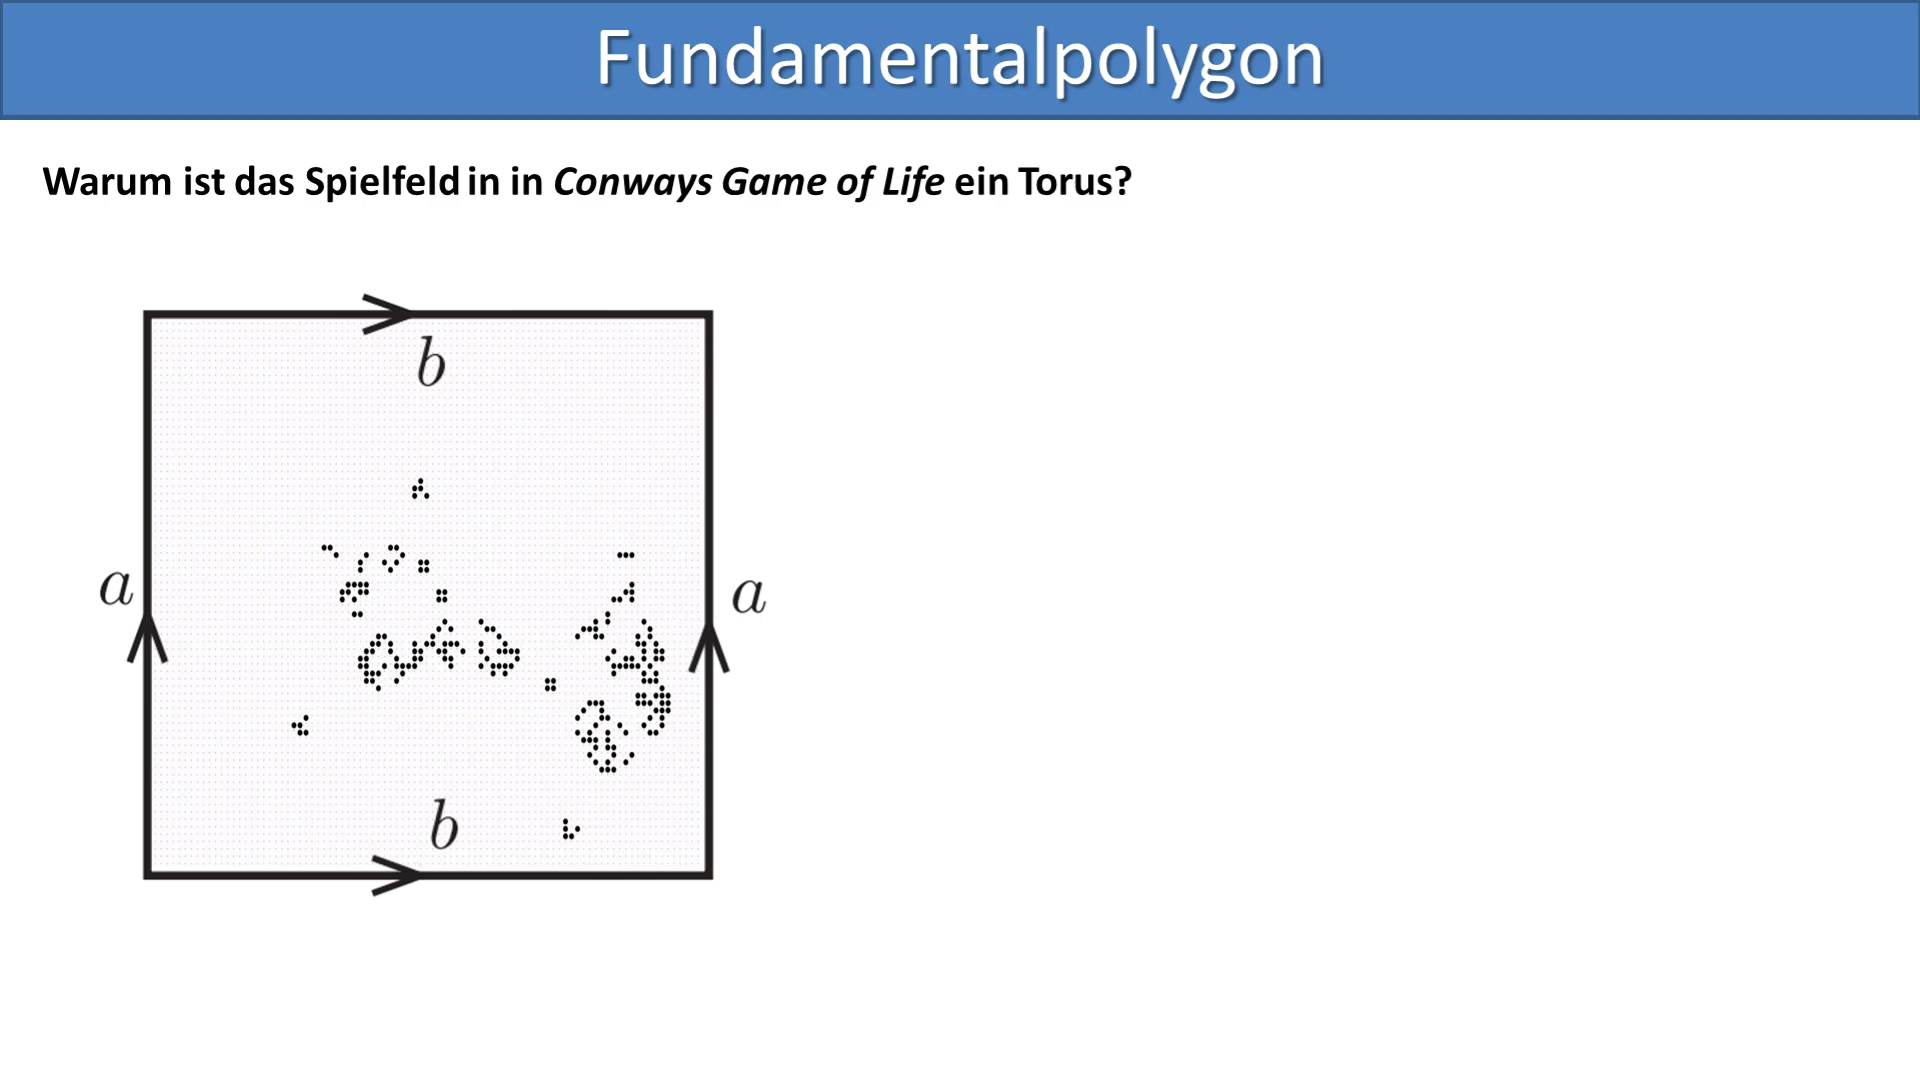 Fundamentalpolygon
Warum ist das Spielfeld in in Conways Game of Life ein Torus?
b
a
a
b